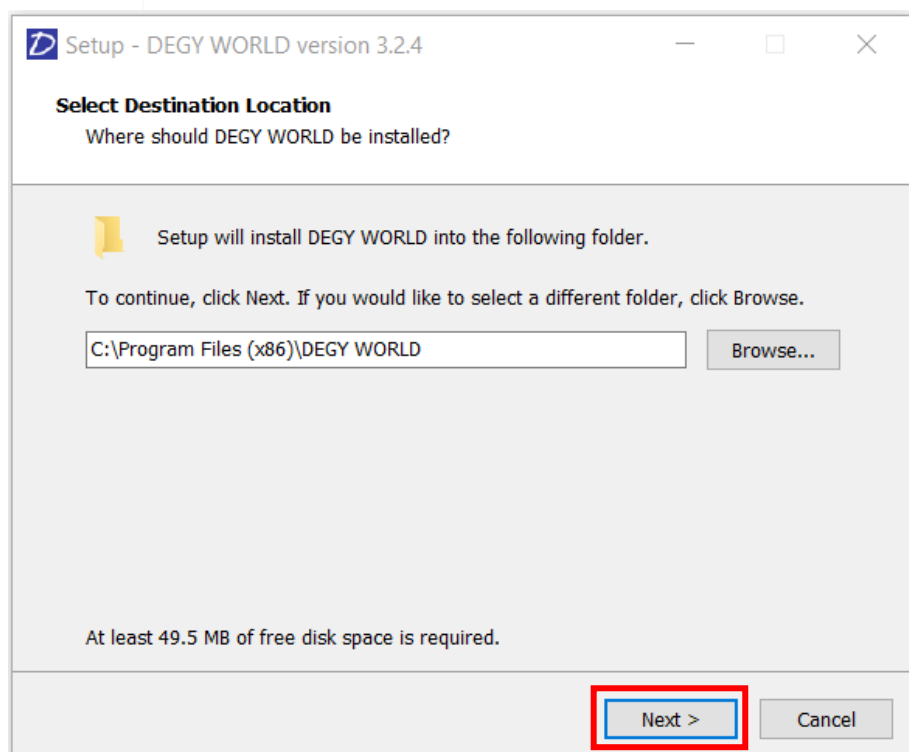 Setup - DEGY WORLD version 3.2.4
Select Destination Location
Where should DEGY WORLD be installed?
Setup will install DEGY WORLD into the following folder.
To continue, click Next. If you would like to select a different folder, click Browse.
C:\Program Files (x86)\DEGY WORLD
Browse...
At least 49.5 MB of free disk space is required.
Next >
Cancel